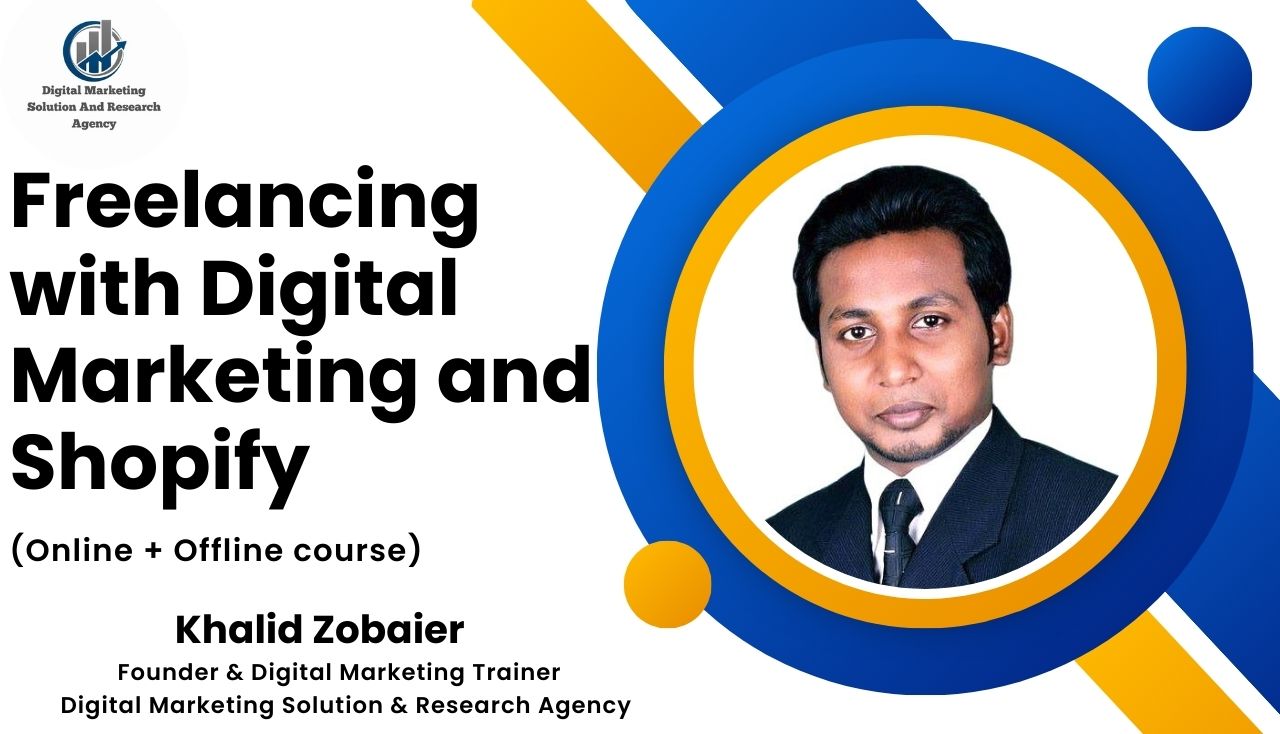 Digital Marketing
Solution And Research
Agency
Freelancing
with Digital
Marketing and
Shopify
(Online + Offline course)
Khalid Zobaier
Founder & Digital Marketing Trainer
Digital Marketing Solution & Research Agency